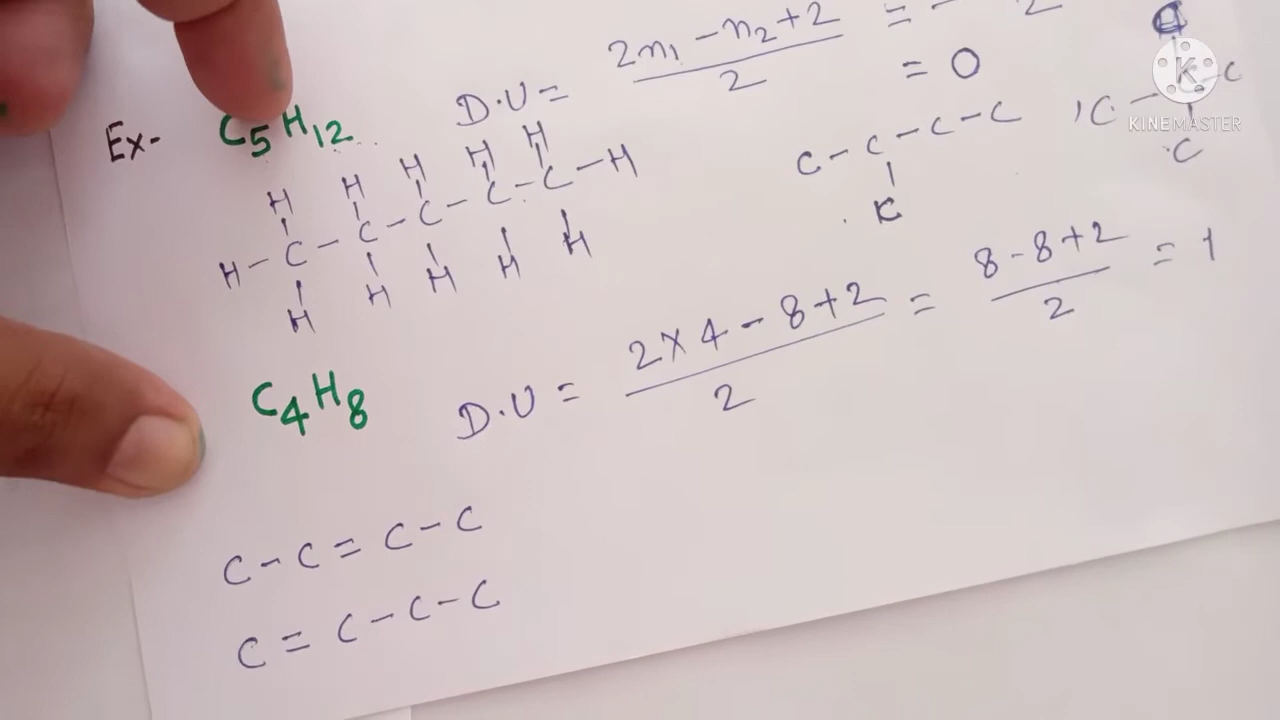 D.U = 2n₁ - n₂ + 2 / 2 = 
= 0
Ex- C₅H₁₂
H H H H H
H - C - C - C - C - C - H
H H H H H
C - C - C - C
C
C
C C
C
KINEMASTER
C₄H₈ D.U = 2×4 - 8+2 / 2 = 8-8+2 / 2 = 1
C - C = C - C
C = C - C - C